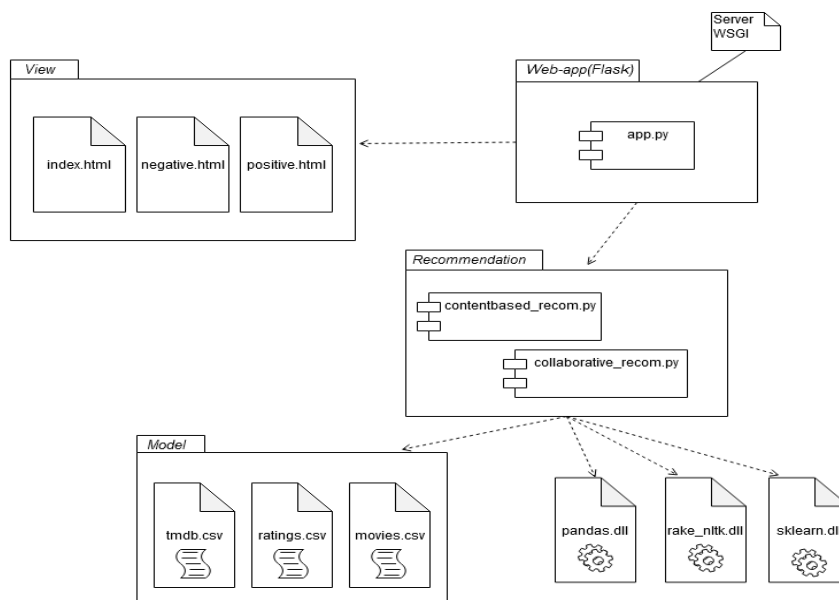 Server
WSGI
View
Web-app(Flask)
index.html
negative.html
positive.html
app.py
Recommendation
contentbased_recom.py
collaborative_recom.py
Model
tmdb.csv
ratings.csv
movies.csv
pandas.dll
rake_nltk.dll
sklearn.dl